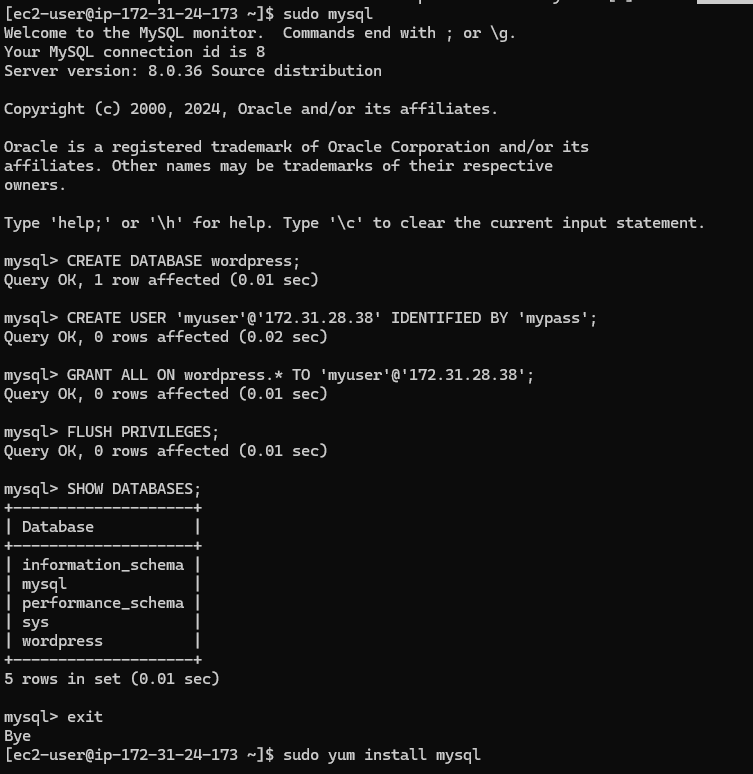 [ec2-user@ip-172-31-24-173 ~]$ sudo mysql
Welcome to the MySQL monitor.  Commands end with ; or \g.
Your MySQL connection id is 8
Server version: 8.0.36 Source distribution

Copyright (c) 2000, 2024, Oracle and/or its affiliates.

Oracle is a registered trademark of Oracle Corporation and/or its
affiliates. Other names may be trademarks of their respective
owners.

Type 'help;' or '\h' for help. Type '\c' to clear the current input statement.

mysql> CREATE DATABASE wordpress;
Query OK, 1 row affected (0.01 sec)

mysql> CREATE USER 'myuser'@'172.31.28.38' IDENTIFIED BY 'mypass';
Query OK, 0 rows affected (0.02 sec)

mysql> GRANT ALL ON wordpress.* TO 'myuser'@'172.31.28.38';
Query OK, 0 rows affected (0.01 sec)

mysql> FLUSH PRIVILEGES;
Query OK, 0 rows affected (0.01 sec)

mysql> SHOW DATABASES;
+--------------------+
| Database           |
+--------------------+
| information_schema |
| mysql              |
| performance_schema |
| sys                |
| wordpress          |
+--------------------+
5 rows in set (0.01 sec)

mysql> exit
Bye
[ec2-user@ip-172-31-24-173 ~]$ sudo yum install mysql